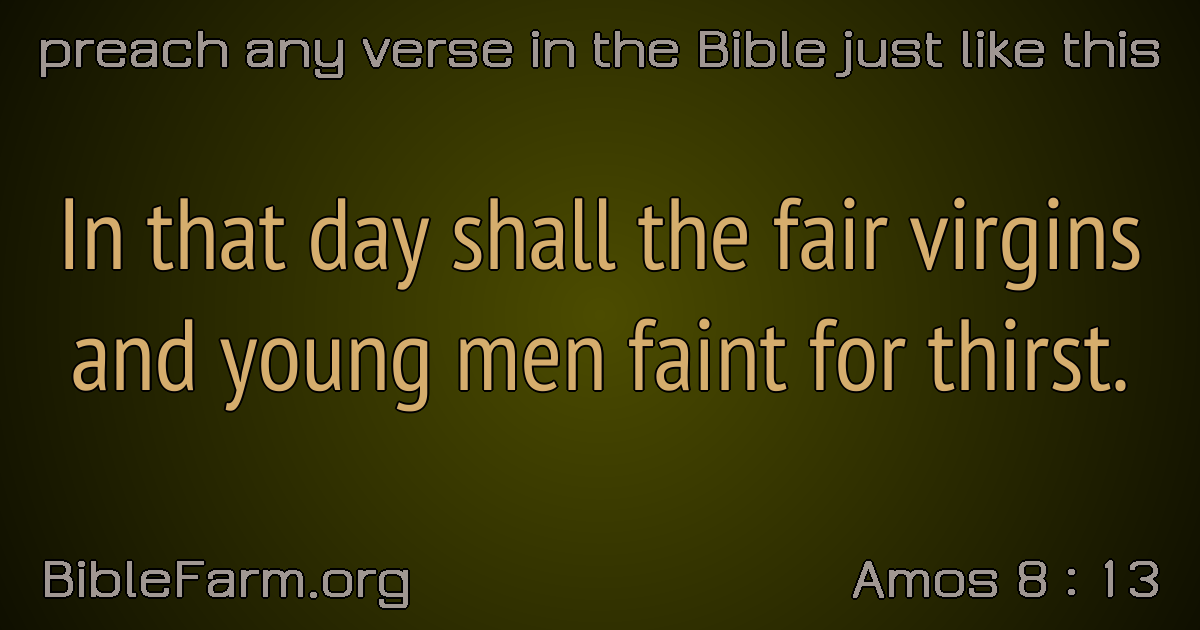 preach any verse in the Bible just like this
In that day shall the fair virgins
and young men faint for thirst.
BibleFarm.org
Amos 8 : 13